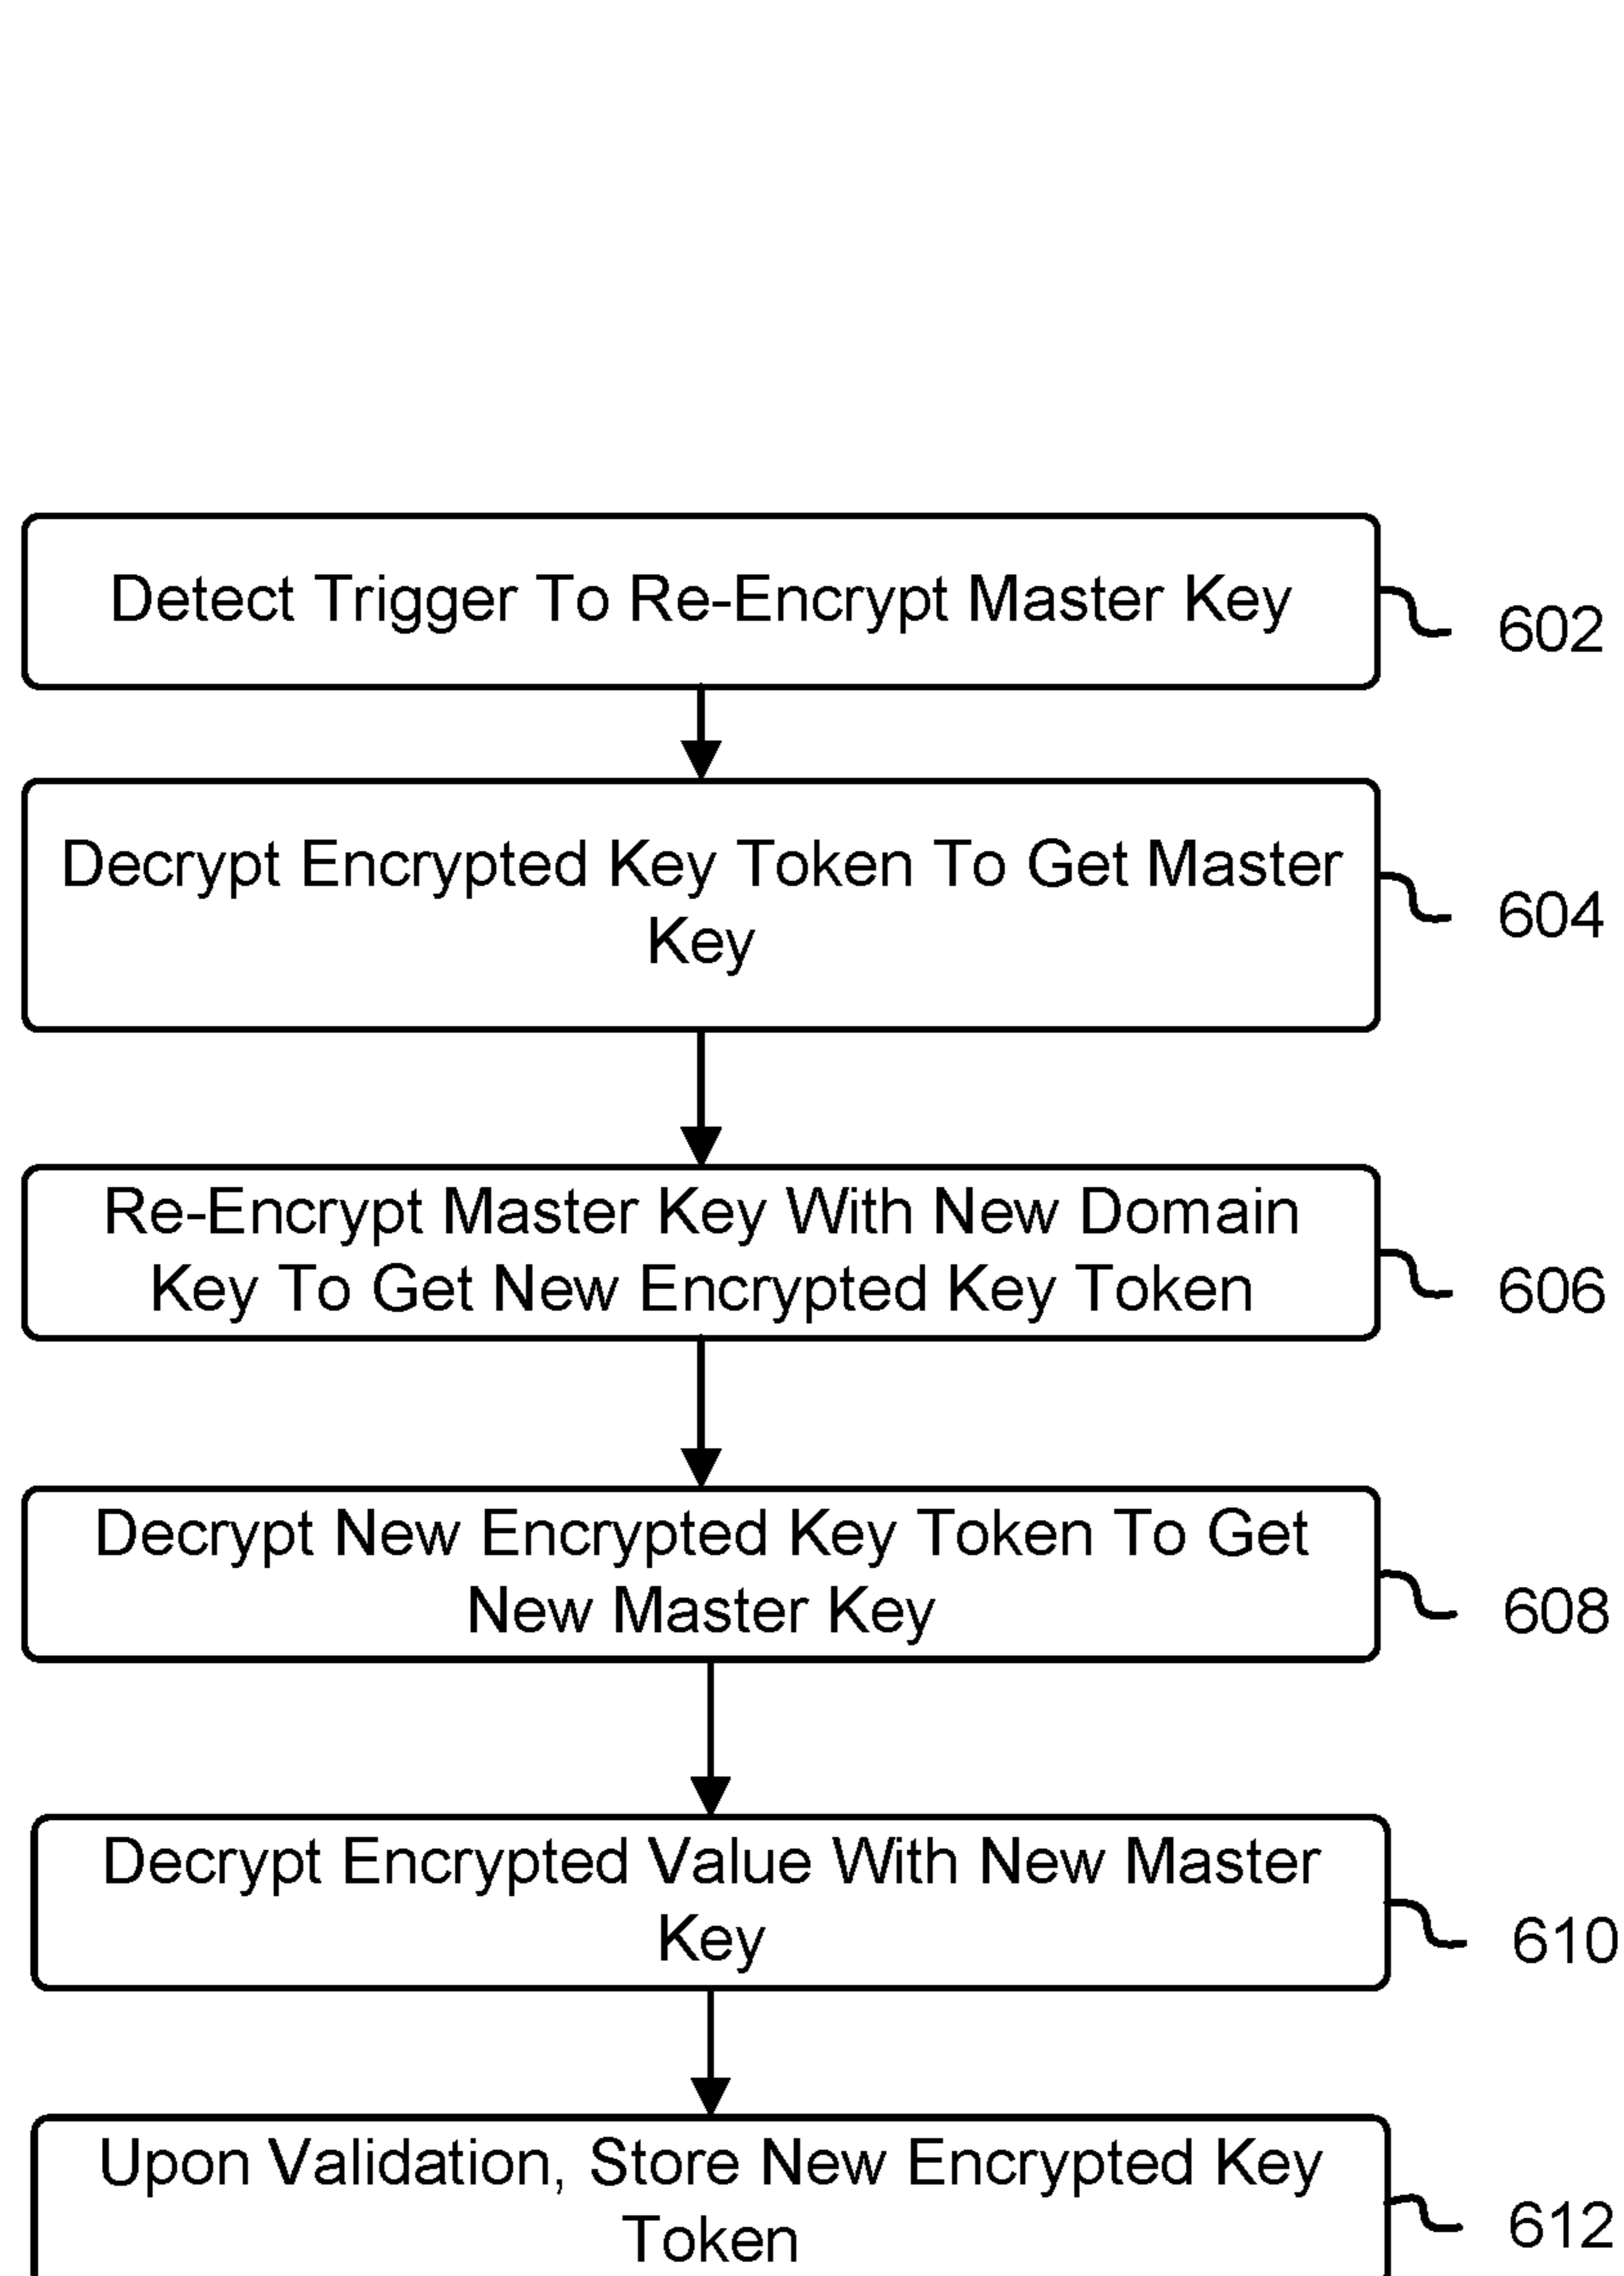 Detect Trigger To Re-Encrypt Master Key
602
Decrypt Encrypted Key Token To Get Master
Key
604
Re-Encrypt Master Key With New Domain
Key To Get New Encrypted Key Token
606
Decrypt New Encrypted Key Token To Get
New Master Key
608
Decrypt Encrypted Value With New Master
Key
610
Upon Validation, Store New Encrypted Key
Token
612